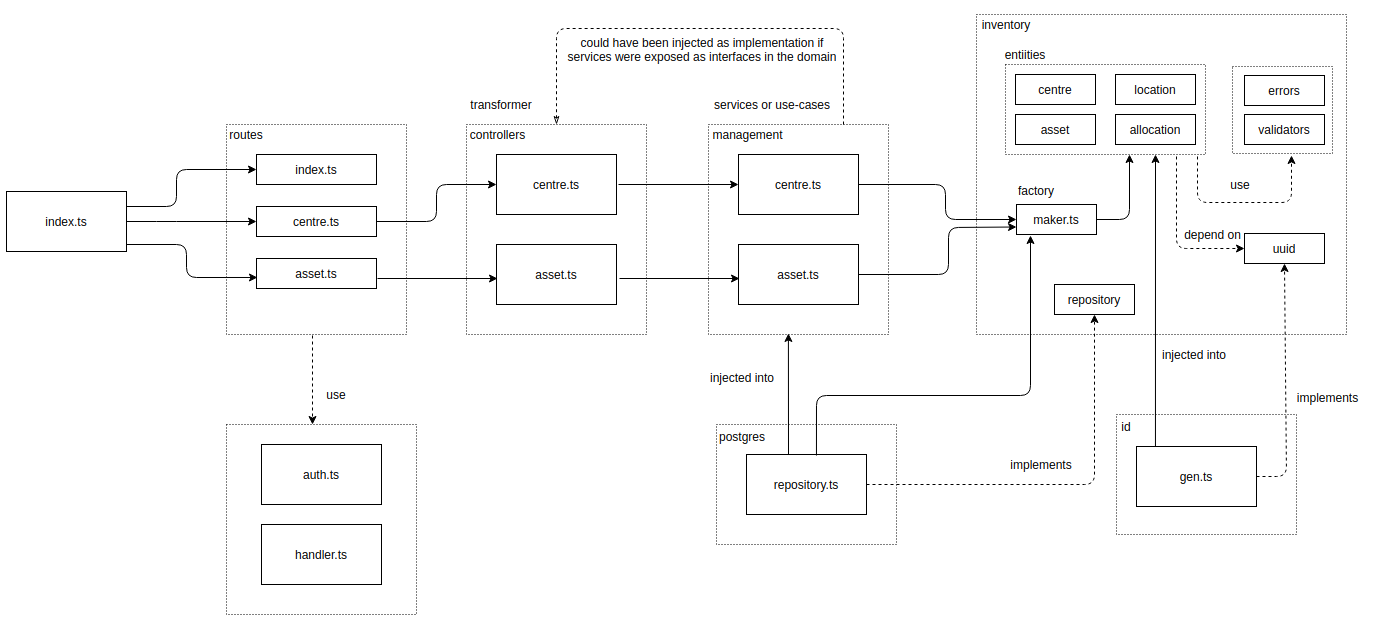 inventory
could have been injected as implementation if
services were exposed as interfaces in the domain
entiities
centre
location
errors
transformer
services or use-cases
asset
allocation
validators
routes
controllers
management
index.ts
centre.ts
centre.ts
use
factory
index.ts
centre.ts
maker.ts
depend on
uuid
asset.ts
asset.ts
asset.ts
repository
injected into
injected into
use
implements
postgres
id
implements
auth.ts
repository.ts
gen.ts
handler.ts